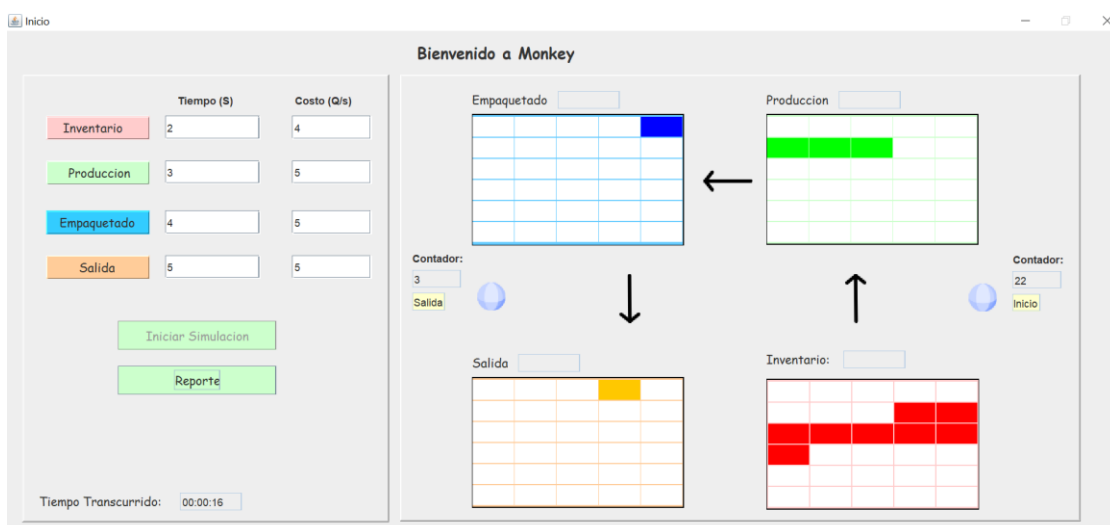 Inicio
Bienvenido a Monkey
Tiempo (S) Costo (Q/s)
Inventario 2 4
Produccion 3 5
Empaquetado 4 5
Salida 5 5
Iniciar Simulacion
Reporte
Tiempo Transcurrido: 00:00:16
Empaquetado
Produccion
Contador:
3
Salida
Contador:
22
Inicio
Salida
Inventario: